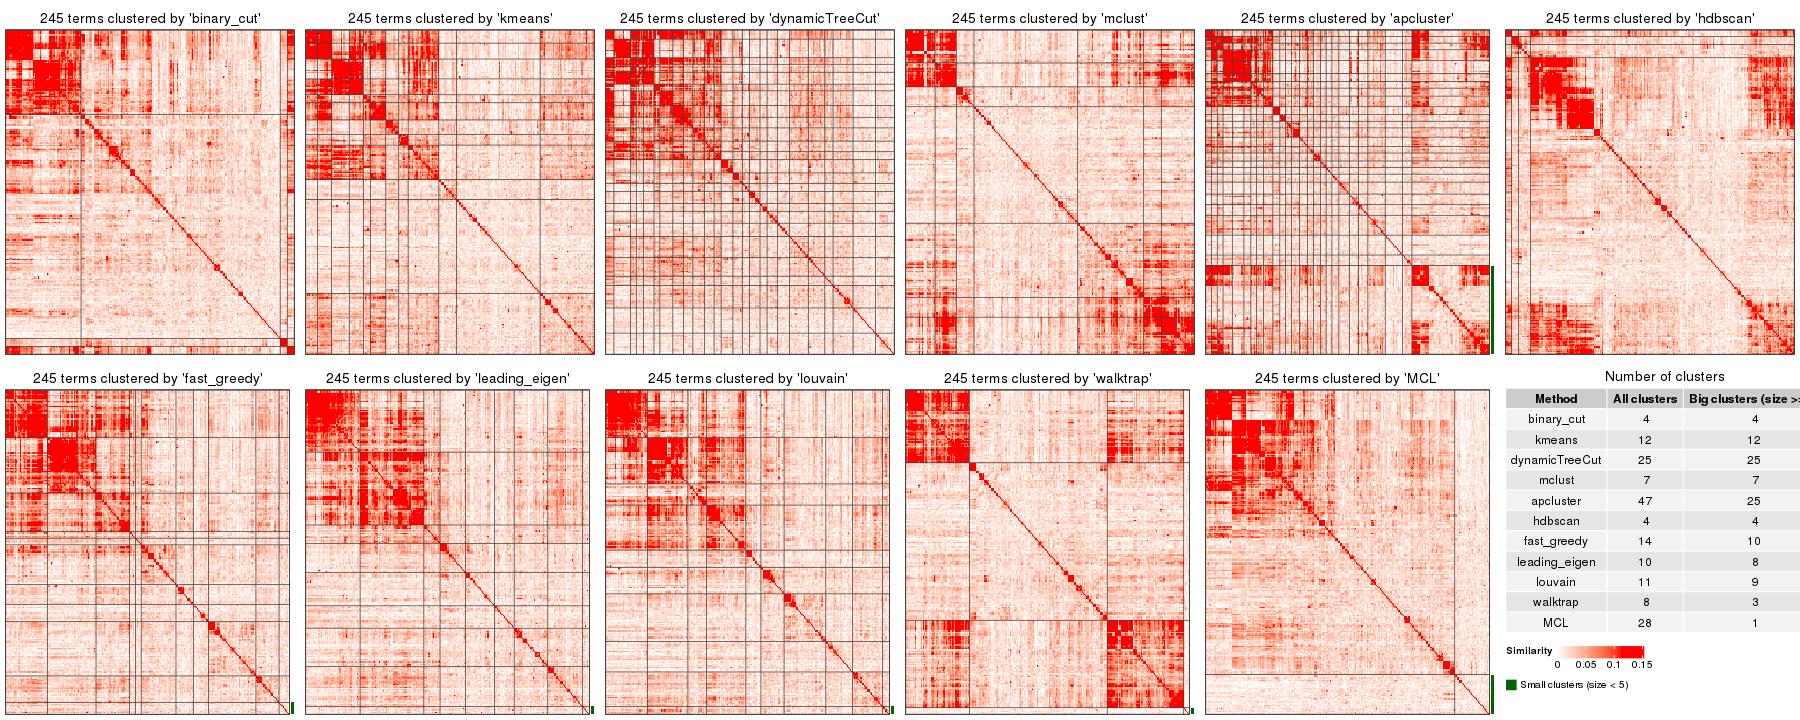 245 terms clustered by 'binary_cut'
245 terms clustered by 'kmeans'
245 terms clustered by 'dynamicTreeCut'
245 terms clustered by 'mclust'
245 terms clustered by 'apcluster'
245 terms clustered by 'hdbscan'
245 terms clustered by 'fast_greedy'
245 terms clustered by 'leading_eigen'
245 terms clustered by 'louvain'
245 terms clustered by 'walktrap'
245 terms clustered by 'MCL'
Number of clusters
Method All clusters Big clusters (size >
binary_cut 4 4
kmeans 12 12
dynamicTreeCut 25 25
mclust 7 7
apcluster 47 25
hdbscan 4 4
fast_greedy 14 10
leading_eigen 10 8
louvain 11 9
walktrap 8 3
MCL 28 1
Similarity
0 0.05 0.1 0.15
Small clusters (size < 5)